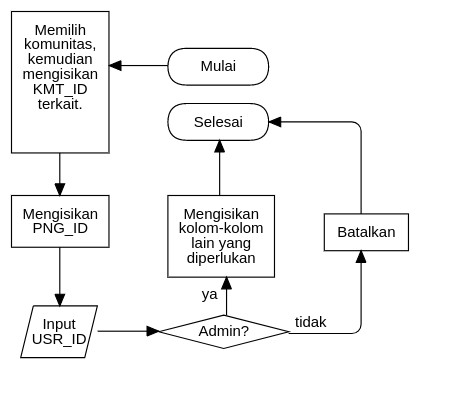 Memilih
komunitas,
kemudian
mengisikan
KMT_ID
terkait.
Mulai
Selesai
Mengisikan
PNG_ID
Mengisikan
kolom-kolom
lain yang
diperlukan
Batalkan
ya
tidak
Input
USR_ID
Admin?